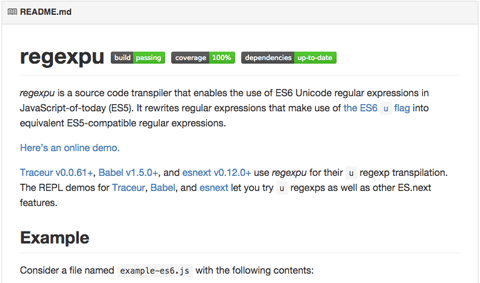 README.md
regexpu build passing coverage 100% dependencies up-to-date
regexpu is a source code transpiler that enables the use of ES6 Unicode regular expressions in
JavaScript-of-today (ES5). It rewrites regular expressions that make use of the ES6 u flag into
equivalent ES5-compatible regular expressions.
Here's an online demo.
Traceur v0.0.61+, Babel v1.5.0+, and esnext v0.12.0+ use regexpu for their u regexp transpilation.
The REPL demos for Traceur, Babel, and esnext let you try u regexps as well as other ES.next
features.
Example
Consider a file named example-es6.js with the following contents: